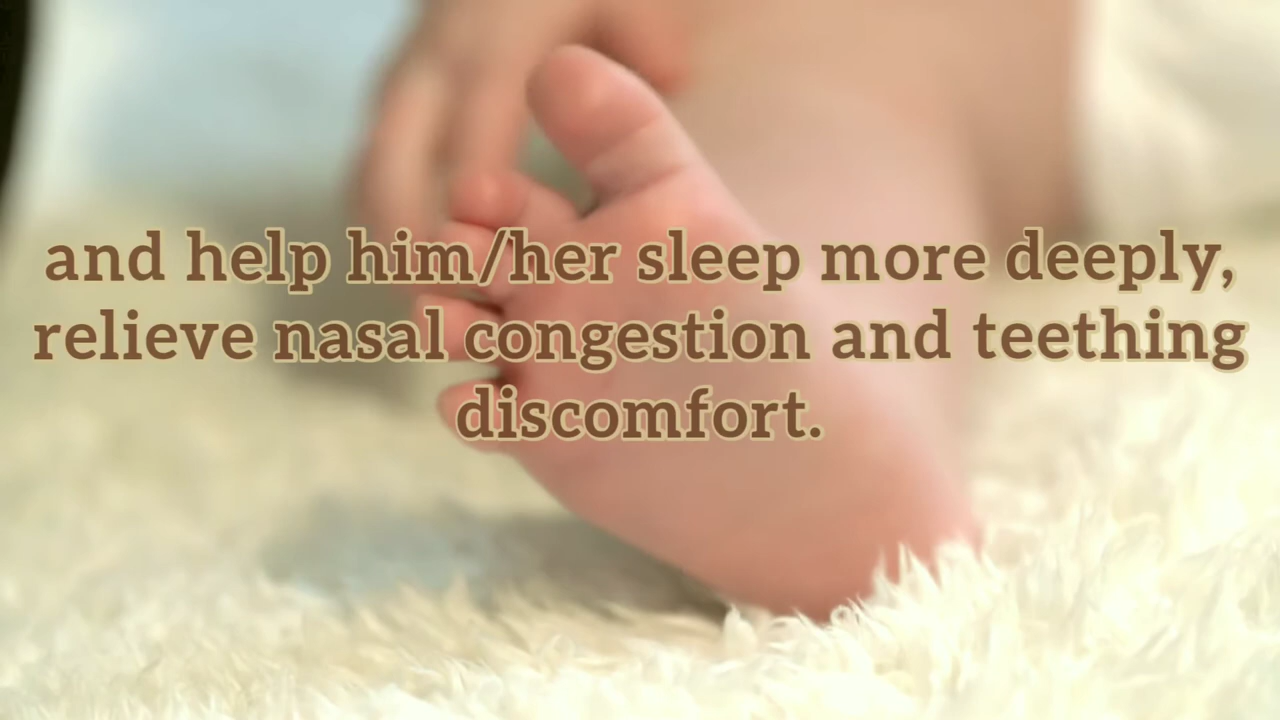 and help him/her sleep more deeply,
relieve nasal congestion and teething
discomfort.